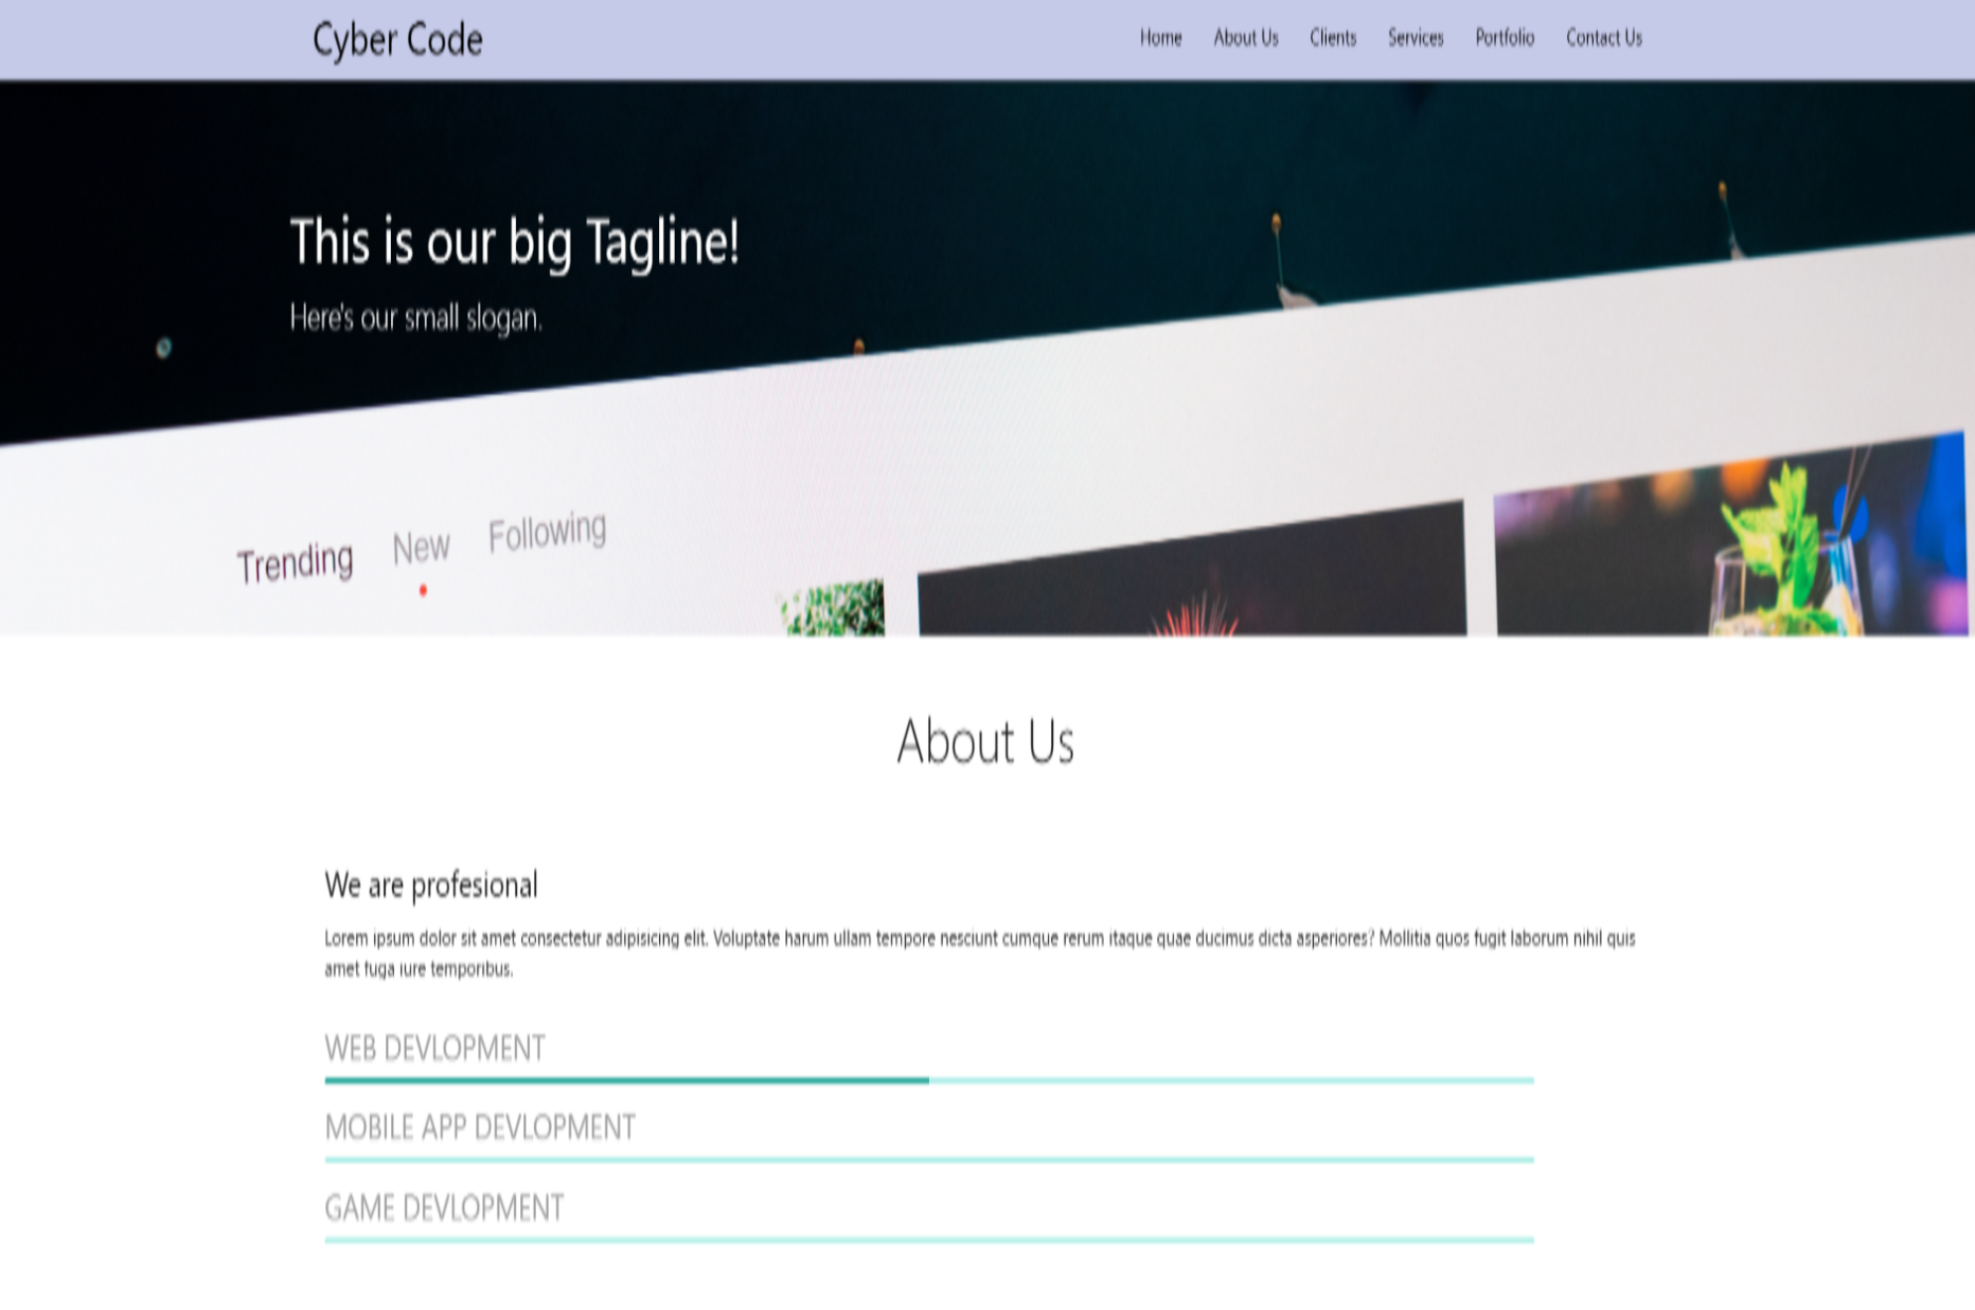 Cyber Code
Home About Us Clients Services Portfolio Contact Us
This is our big Tagline!
Here's our small slogan.
Trending New Following
About Us
We are profesional
Lorem ipsum dolor sit amet consectetur adipisicing elit. Voluptate harum ullam tempore nesciunt cumque rerum itaque quae ducimus dicta asperiores? Mollitia quos fugit laborum nihil quis
amet fuga iure temporibus.
WEB DEVLOPMENT
MOBILE APP DEVLOPMENT
GAME DEVLOPMENT